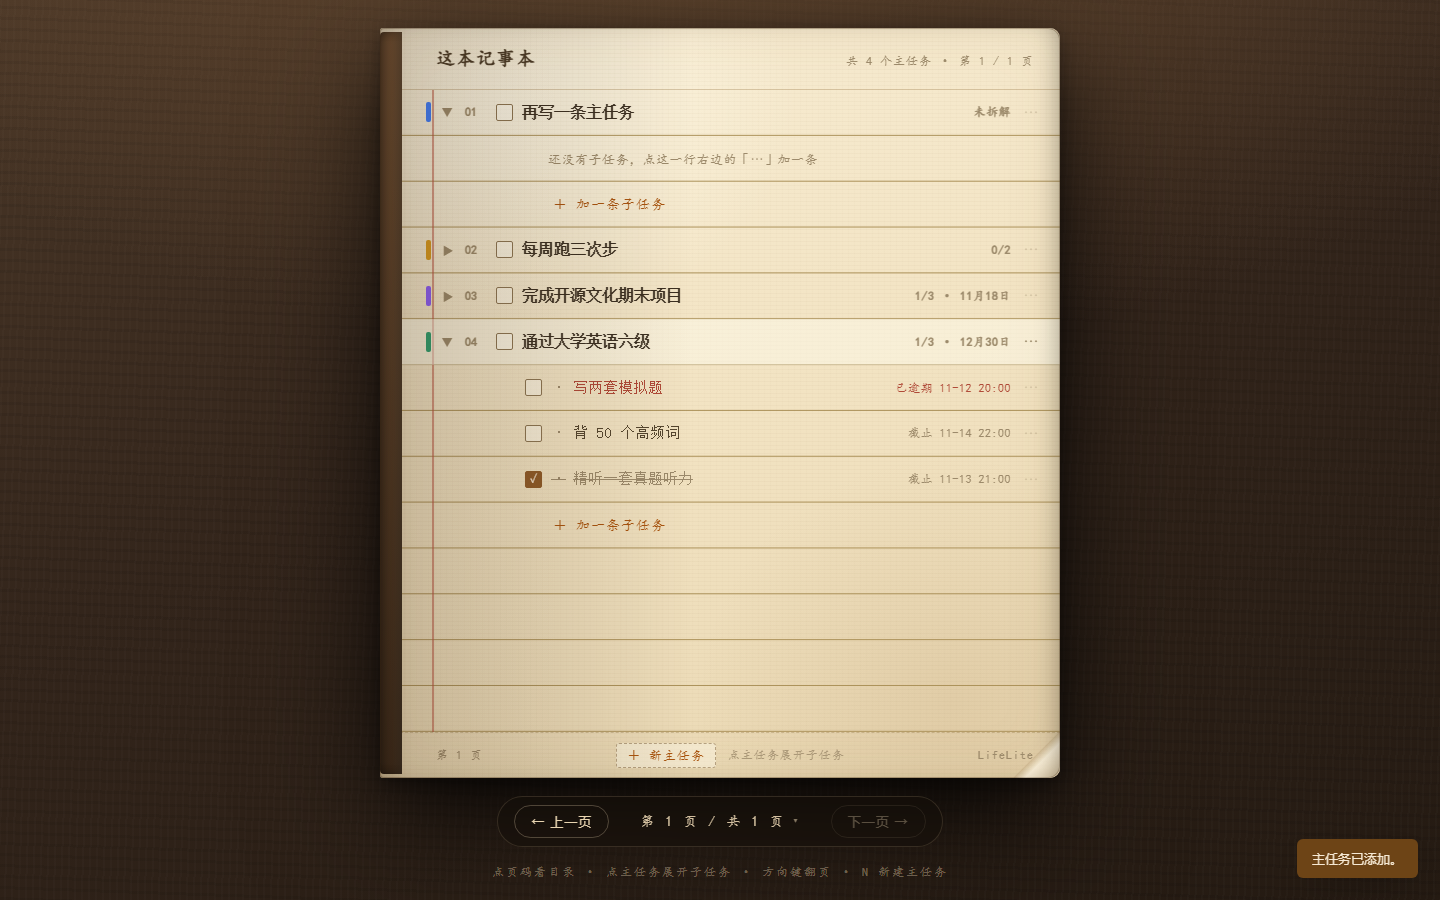 这本记事本
共 4 个主任务 • 第 1 / 1 页
▼ 01 再写一条主任务 未拆解 ···
还没有子任务，点这一行右边的「···」加一条
＋ 加一条子任务
▶ 02 每周跑三次步 0/2 ···
▶ 03 完成开源文化期末项目 1/3 • 11月18日 ···
▼ 04 通过大学英语六级 1/3 • 12月30日 ···
· 写两套模拟题 已逾期 11-12 20:00 ···
· 背 50 个高频词 截止 11-14 22:00 ···
✓ · 精听一套真题听力 截止 11-13 21:00 ···
＋ 加一条子任务
第 1 页 ＋ 新主任务 点主任务展开子任务 LifeLite
← 上一页 第 1 页 / 共 1 页 ▾ 下一页 →
主任务已添加。
点页码看目录 • 点主任务展开子任务 • 方向键翻页 • N 新建主任务